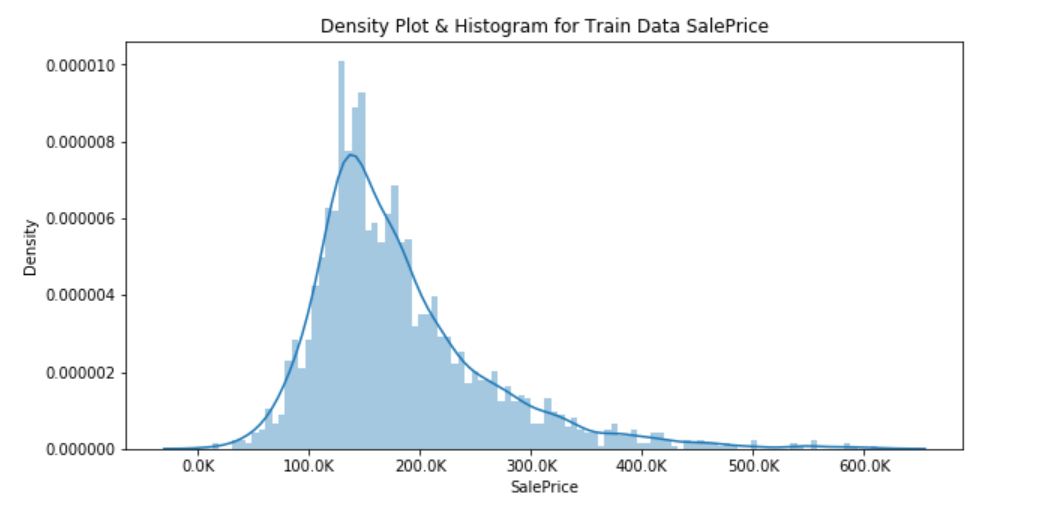 Density Plot & Histogram for Train Data SalePrice
0.000010
0.000008
0.000006
0.000004
0.000002
0.000000
Density
0.0K 100.0K 200.0K 300.0K 400.0K 500.0K 600.0K
SalePrice